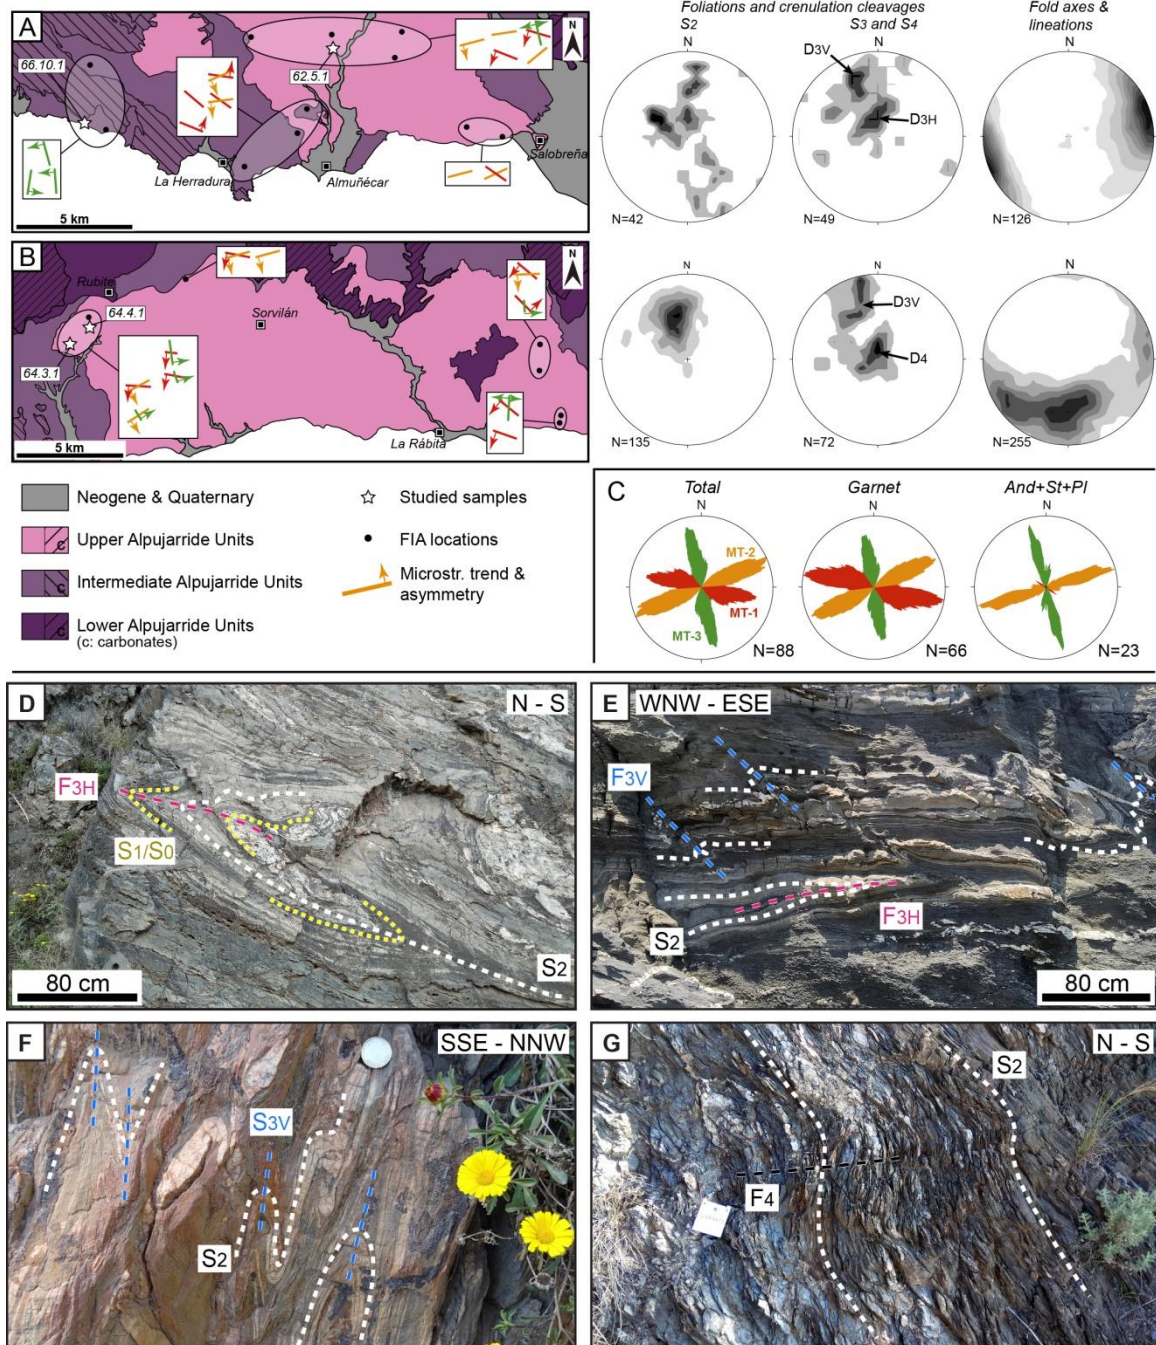 A
66.10.1
62.5.1
La Herradura
Almuñécar
Salobreña
N
5 km
Foliations and crenulation cleavages
S2
S3 and S4
Fold axes &
lineations
N
N
N
D3V
D3H
N=42
N=49
N=126
B
Rubite
64.4.1
64.3.1
Sorvilán
La Rábita
N
5 km
N
N
N
D3V
D4
N=135
N=72
N=255
Neogene & Quaternary
Studied samples
C
Upper Alpujarride Units
FIA locations
C
Intermediate Alpujarride Units
Microstr. trend &
asymmetry
C
Lower Alpujarride Units
(c: carbonates)
C
Total
Garnet
And+St+Pl
N
N
N
MT-2
MT-1
MT-3
N=88
N=66
N=23
D
N - S
F3H
S1/S0
S2
80 cm
E
WNW - ESE
F3V
F3H
S2
80 cm
F
SSE - NNW
S3V
S2
G
N - S
S2
F4